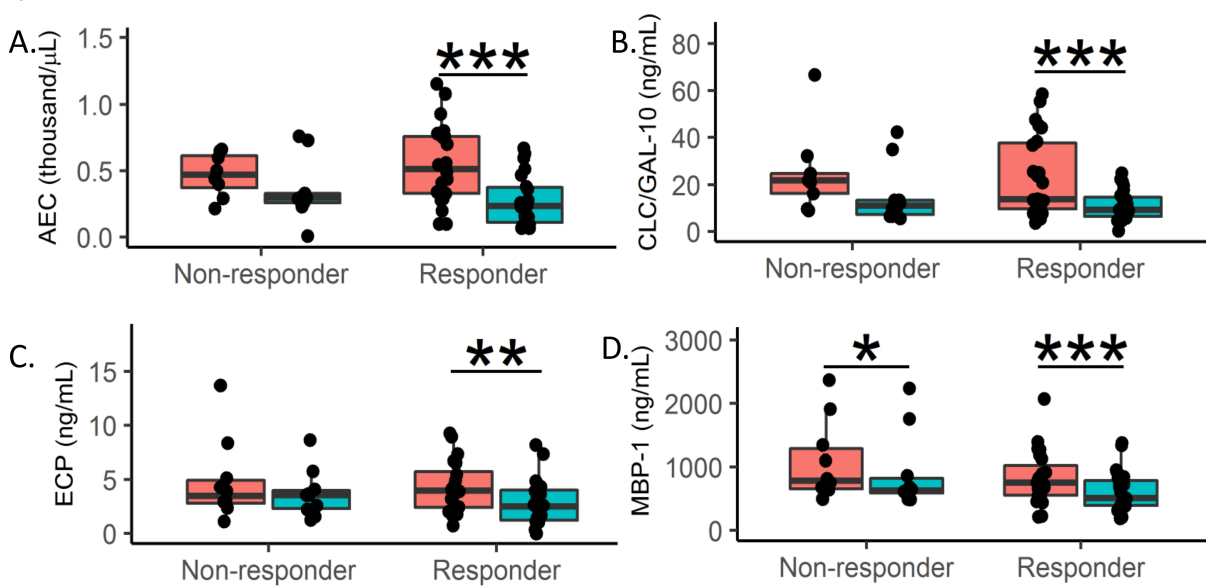 A.
AEC (thousand/μL)
1.5
1.0
0.5
0.0
***
Non-responder
Responder
B.
CLC/GAL-10 (ng/mL)
80
60
40
20
0
***
Non-responder
Responder
C.
ECP (ng/mL)
15
10
5
0
**
Non-responder
Responder
D.
MBP-1 (ng/mL)
3000
2000
1000
0
*
***
Non-responder
Responder